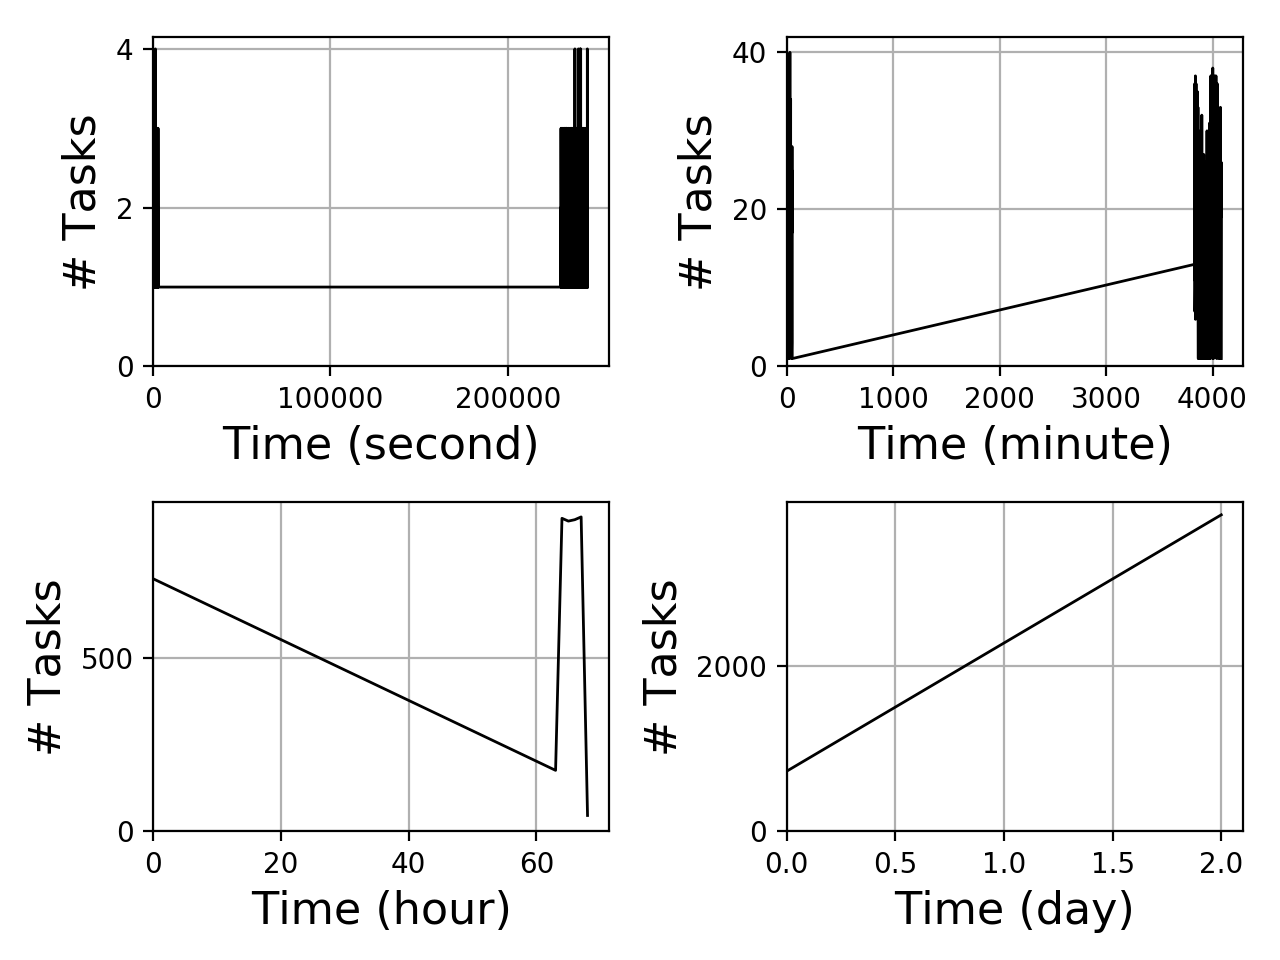 # Tasks
4
2
0
0 100000 200000
Time (second)
# Tasks
40
20
0
0 1000 2000 3000 4000
Time (minute)
# Tasks
500
0
0 20 40 60
Time (hour)
# Tasks
2000
0
0.0 0.5 1.0 1.5 2.0
Time (day)